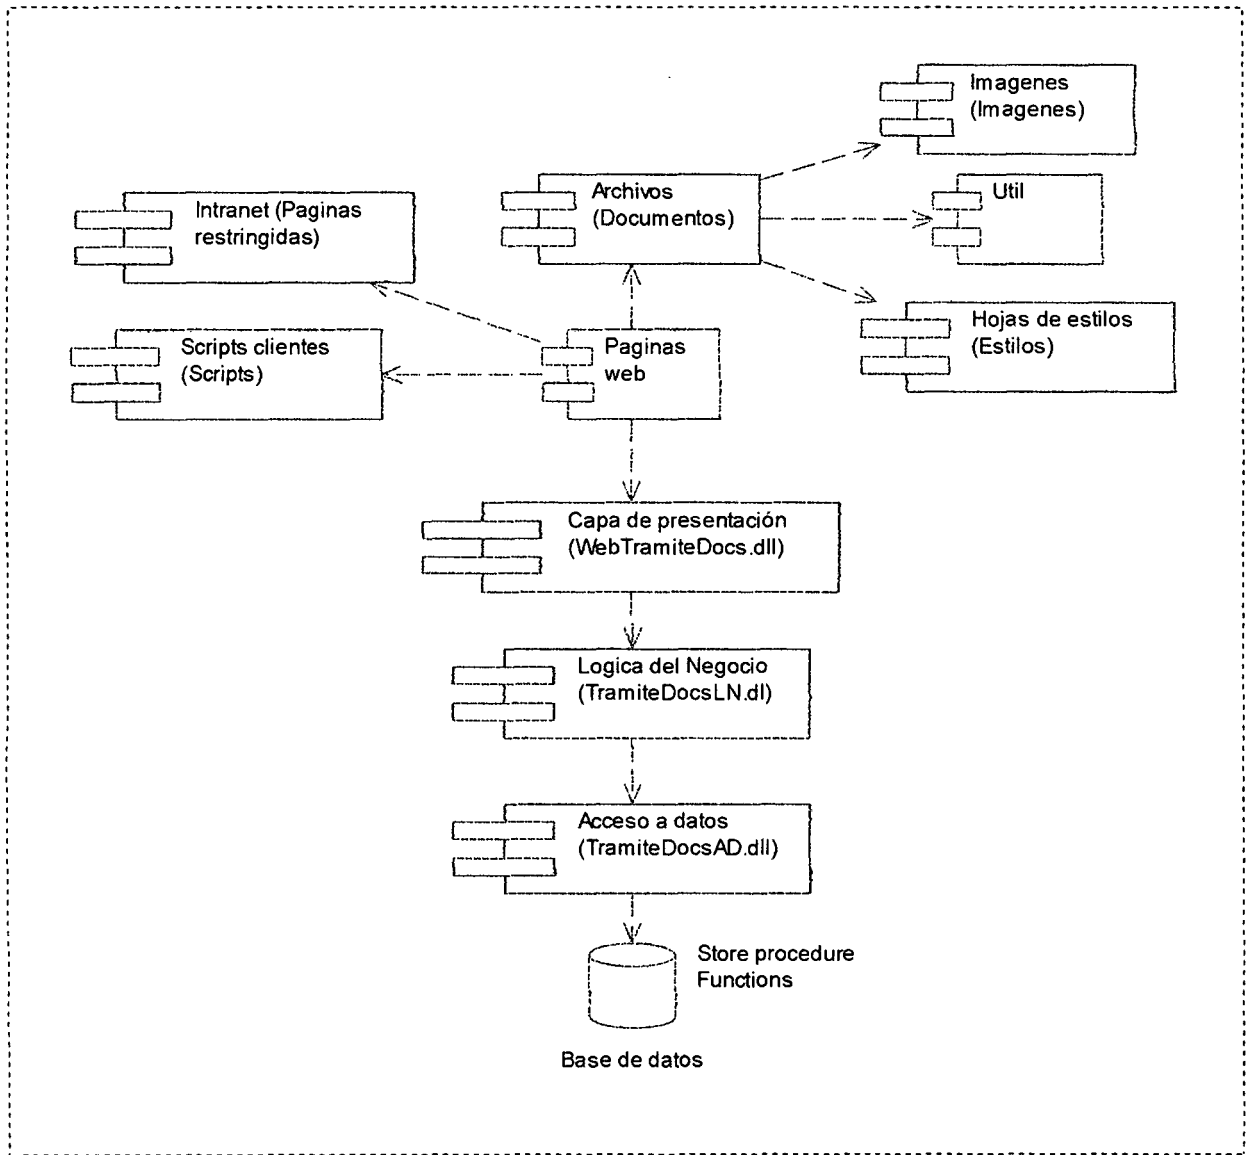 Imagenes
(Imagenes)
Archivos
(Documentos)
Util
Intranet (Paginas
restringidas)
Hojas de estilos
(Estilos)
Scripts clientes
(Scripts)
Paginas
web
Capa de presentación
(WebTramiteDocs.dll)
Logica del Negocio
(TramiteDocsLN.dl)
Acceso a datos
(TramiteDocsAD.dll)
Store procedure
Functions
Base de datos